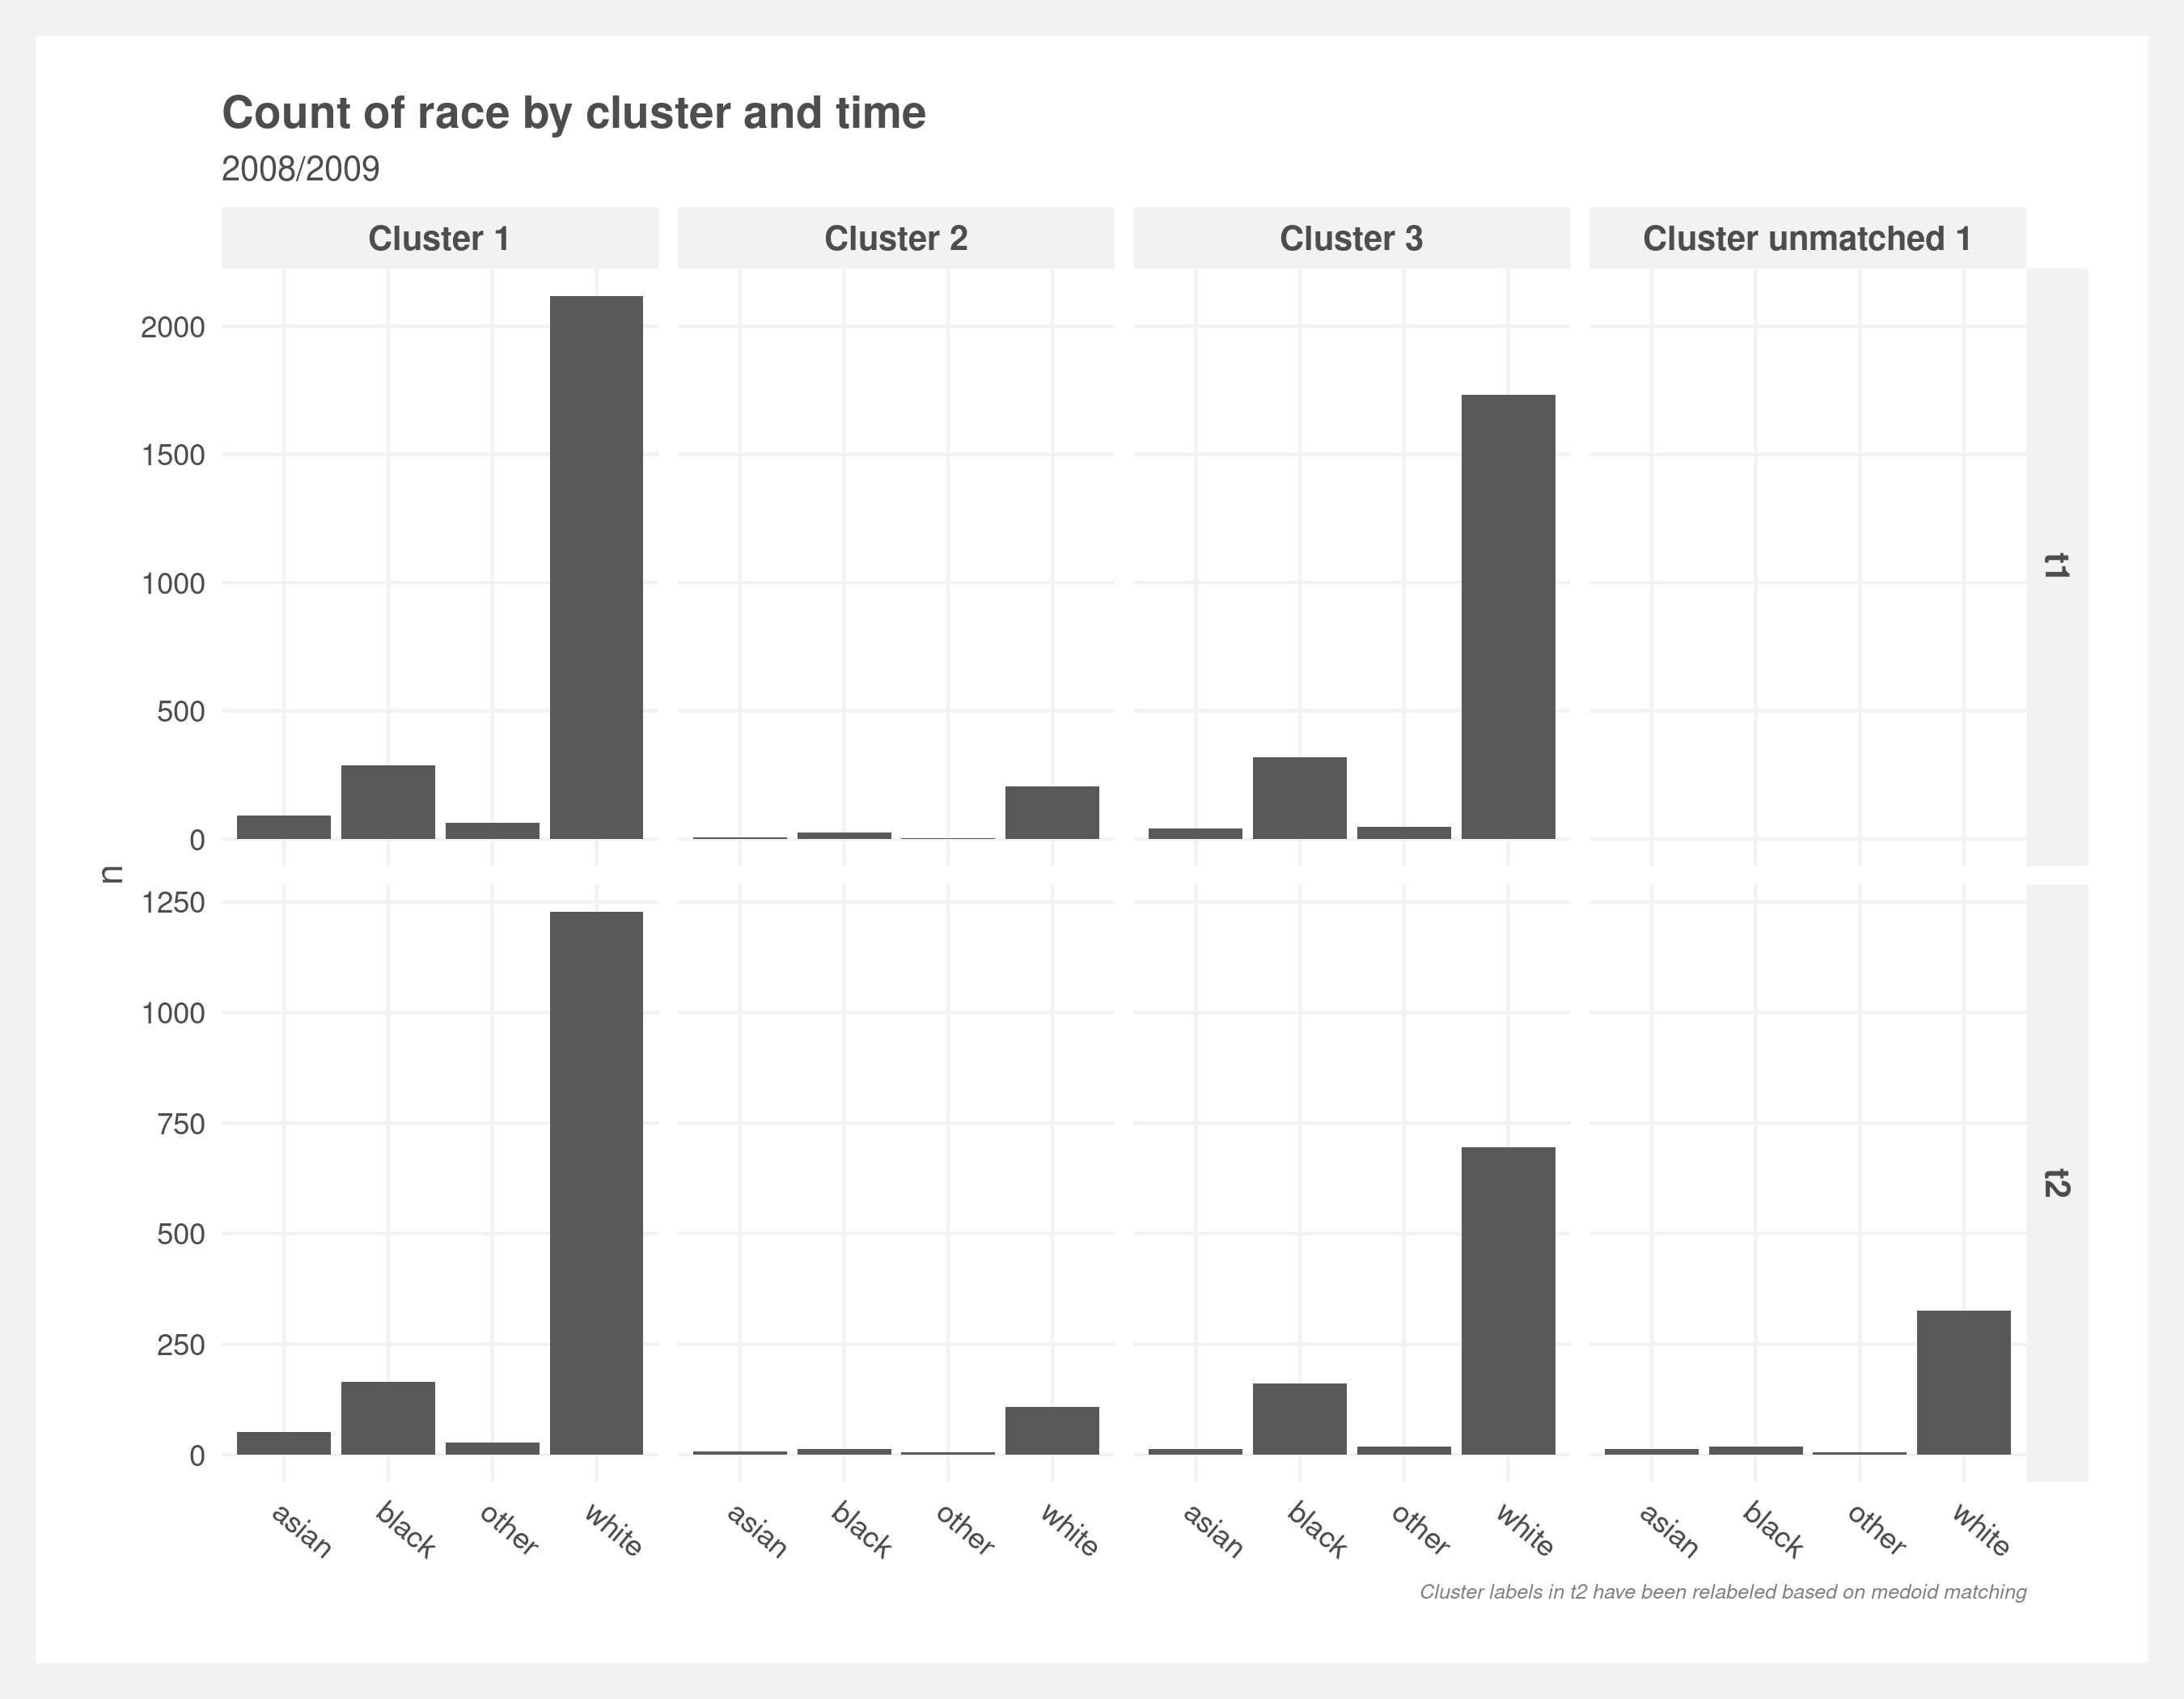 Count of race by cluster and time
2008/2009
Cluster 1 Cluster 2 Cluster 3 Cluster unmatched 1
2000
1500
1000
500
0
t1
n
1250
1000
750
500
250
0
t2
asian black other white asian black other white asian black other white asian black other white
Cluster labels in t2 have been relabeled based on medoid matching